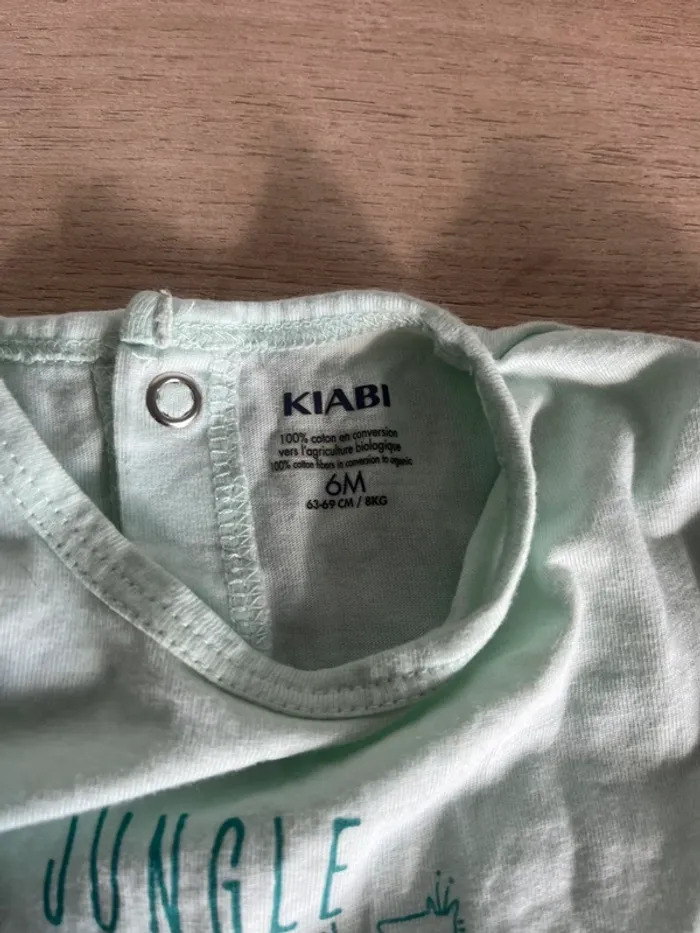 KIABI
100% coton en conversion
vers l'agriculture biologique
100% cotton fibers in conversion to organic
6M
63-69 CM / 8KG
JUNGLE